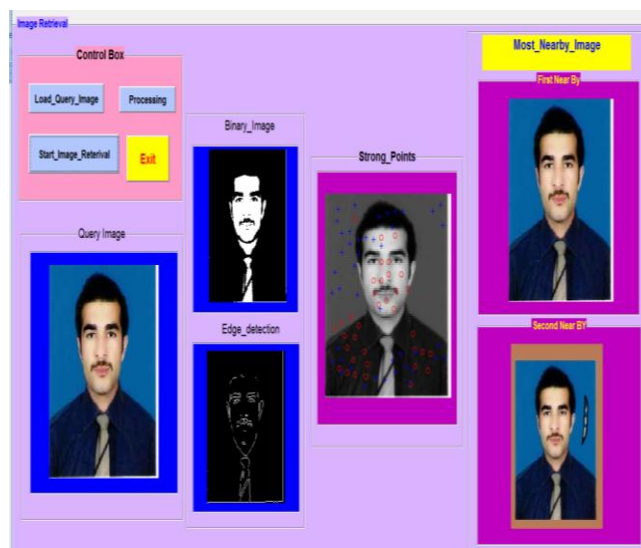 Image Retrieval
Control Box
Load_Query_Image
Processing
Start_Image_Reterival
Exit
Query Image
Binary_Image
Edge_detection
Strong_Points
Most_Nearby_Image
First Near By
Second Near BY